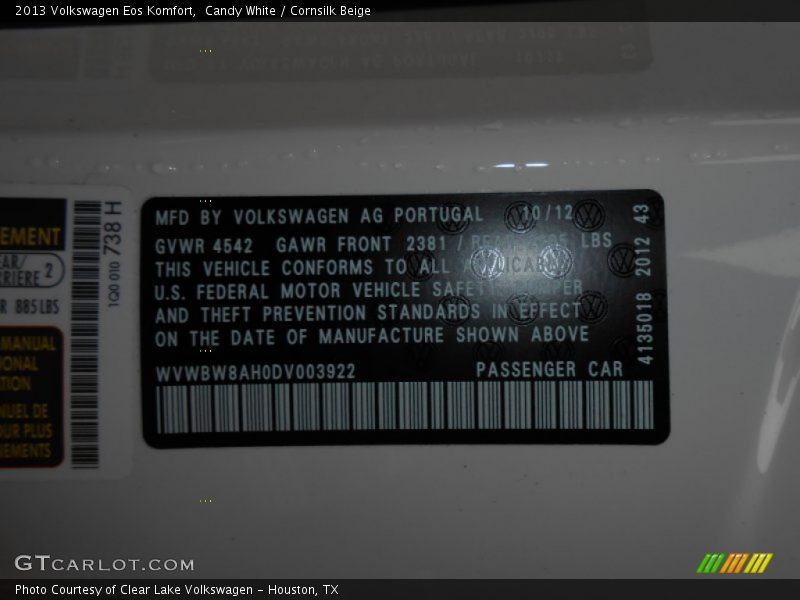 2013 Volkswagen Eos Komfort, Candy White / Cornsilk Beige
EMENT
2
R 885 LBS
MANUAL
1Q0 010 738 H
MFD BY VOLKSWAGEN AG PORTUGAL 10/12
GVWR 4542 GAWR FRONT 2381 / LBS
THIS VEHICLE CONFORMS TO ALL
U.S. FEDERAL MOTOR VEHICLE
AND THEFT PREVENTION STANDARDS IN EFFECT
ON THE DATE OF MANUFACTURE SHOWN ABOVE
WVWBW8AH0DV003922 PASSENGER CAR
4135018 2012 43
GTCARLOT.COM
Photo Courtesy of Clear Lake Volkswagen – Houston, TX